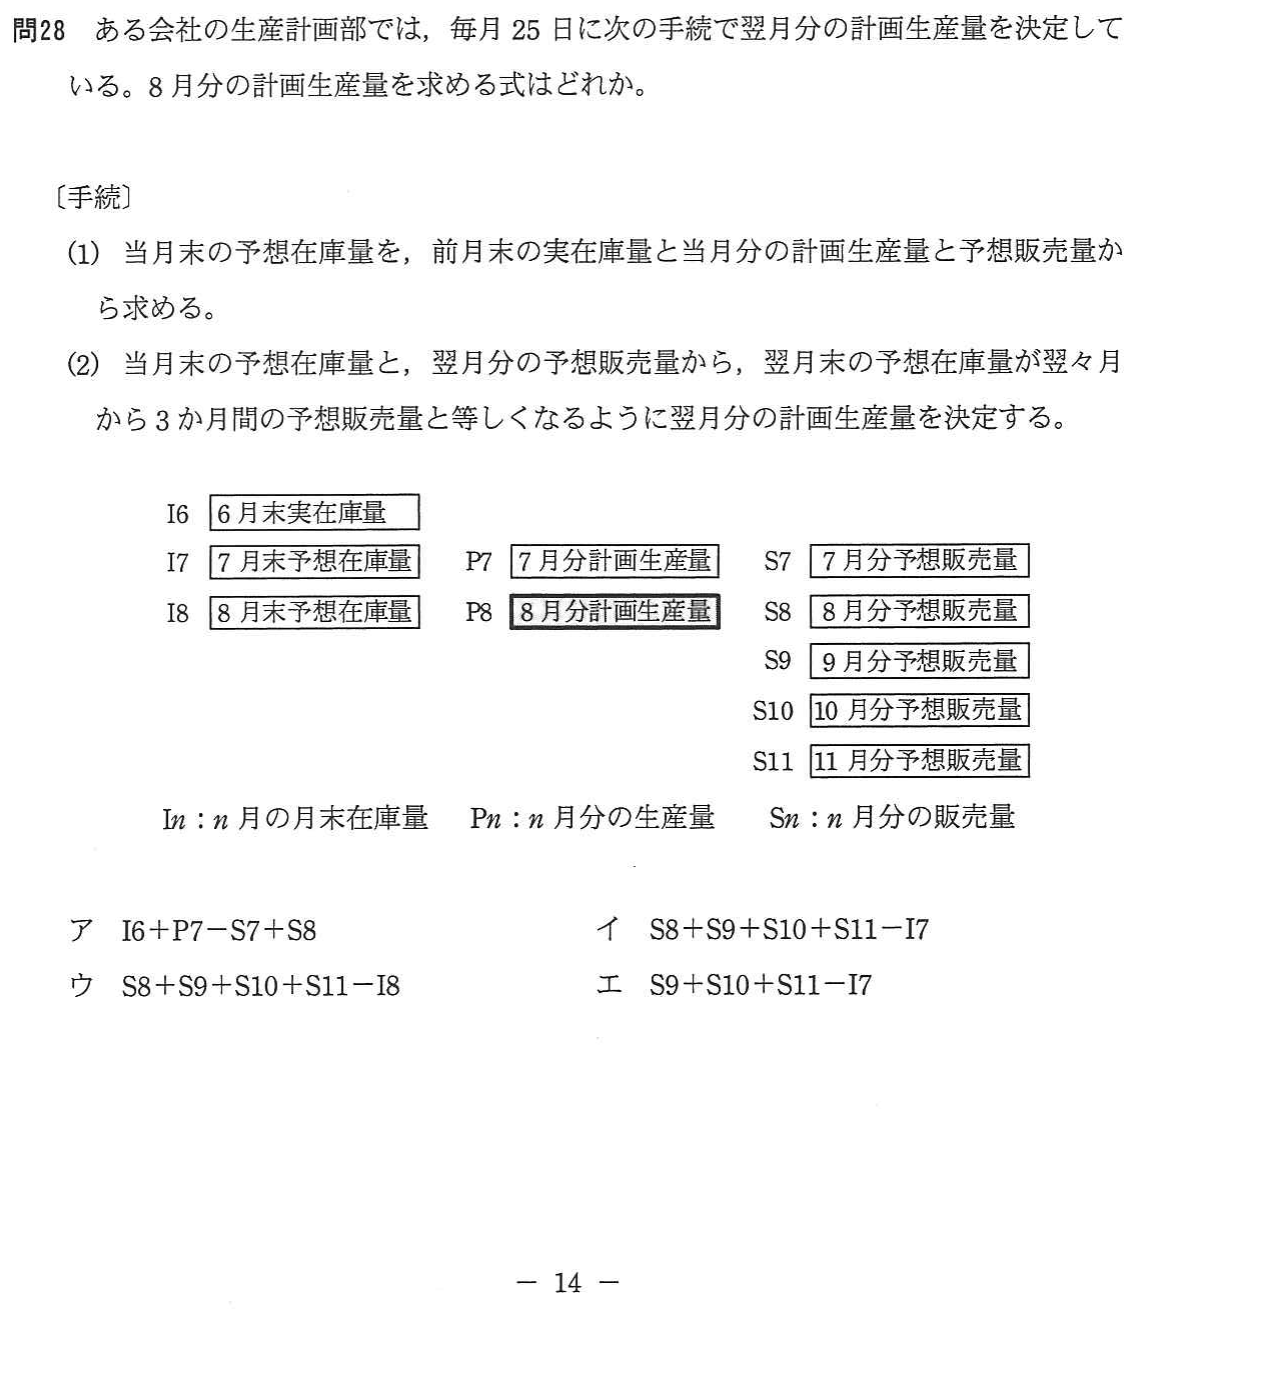 問28 ある会社の生産計画部では，毎月 25 日に次の手続で翌月分の計画生産量を決定して
いる。8 月分の計画生産量を求める式はどれか。
〔手続〕
(1) 当月末の予想在庫量を，前月末の実在庫量と当月分の計画生産量と予想販売量か
ら求める。
(2) 当月末の予想在庫量と，翌月分の予想販売量から，翌月末の予想在庫量が翌々月
から 3 か月間の予想販売量と等しくなるように翌月分の計画生産量を決定する。
I6 6 月末実在庫量
I7 7 月末予想在庫量 P7 7 月分計画生産量 S7 7 月分予想販売量
I8 8 月末予想在庫量 P8 8 月分計画生産量 S8 8 月分予想販売量
S9 9 月分予想販売量
S10 10 月分予想販売量
S11 11 月分予想販売量
In：n 月の月末在庫量 Pn：n 月分の生産量 Sn：n 月分の販売量
ア I6＋P7－S7＋S8 イ S8＋S9＋S10＋S11－I7
ウ S8＋S9＋S10＋S11－I8 エ S9＋S10＋S11－I7
－ 14 －